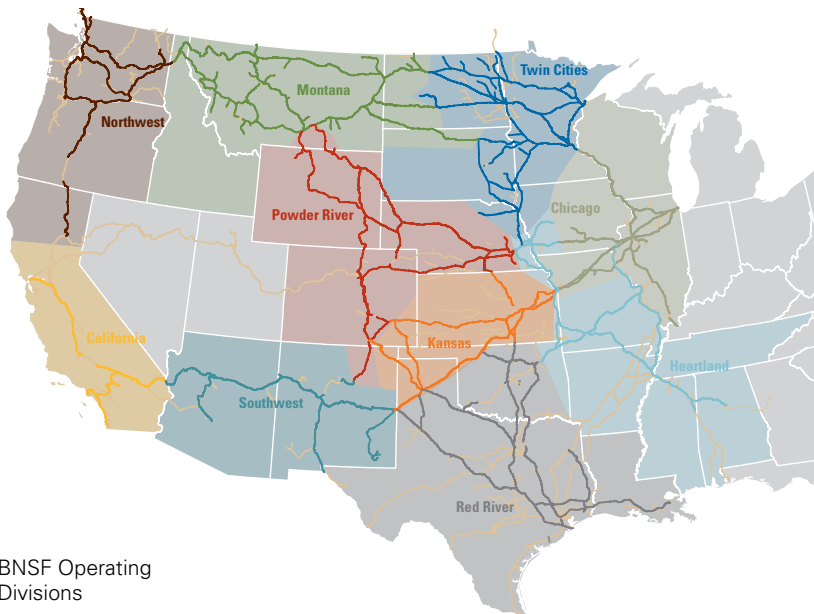 Twin Cities
Montana
Northwest
Chicago
Powder River
California
Kansas
Heartland
Southwest
Red River
BNSF Operating
Divisions